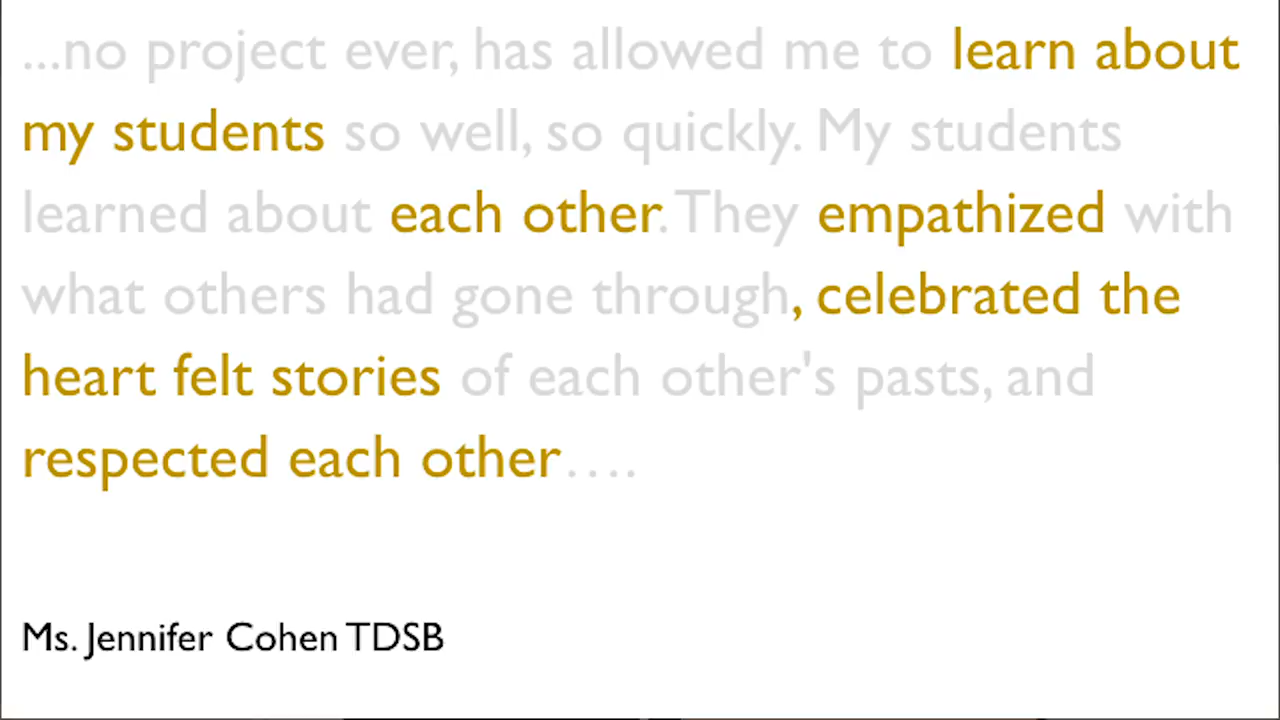 ...no project ever, has allowed me to learn about
my students so well, so quickly. My students
learned about each other. They empathized with
what others had gone through, celebrated the
heart felt stories of each other's pasts, and
respected each other....
Ms. Jennifer Cohen TDSB